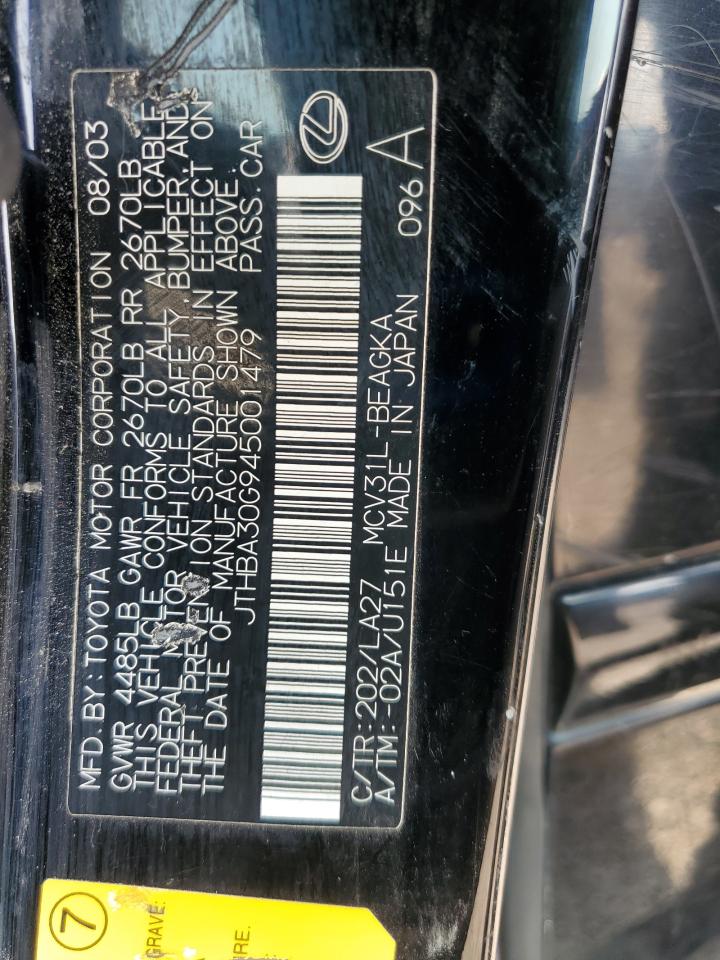 MFD.BY:TOYOTA MOTOR CORPORATION 08/03
GVWR 4485LB GAWR FR 2670LB RR 2670LB
THIS VEHICLE CONFORMS TO ALL APPLICABLE
FEDERAL MOTOR VEHICLE SAFETY, BUMPER, AND
THEFT PREVENTION STANDARDS IN EFFECT ON
THE DATE OF MANUFACTURE SHOWN ABOVE.
JTHBA30G945001479 PASS.CAR
C/TR:202/LA27 MCV31L-BEAGKA
A/TM:-02A/U151E MADE IN JAPAN
096 A
7
GRAVE:
RE.